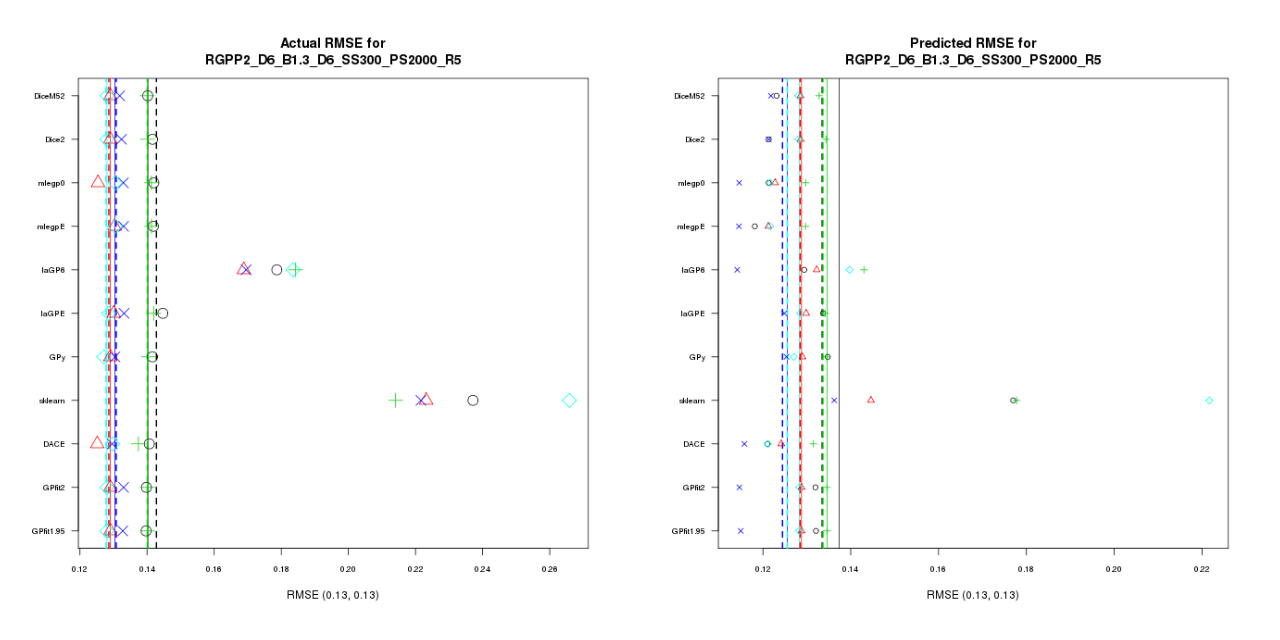 Actual RMSE for
RGPP2_D6_B1.3_D6_SS300_PS2000_R5
DiceM52
Dice2
mlegp0
mlegpE
laGP6
laGPE
GPy
sklearn
DACE
GPfit2
GPfit1.95
0.12 0.14 0.16 0.18 0.20 0.22 0.24 0.26
RMSE (0.13, 0.13)
Predicted RMSE for
RGPP2_D6_B1.3_D6_SS300_PS2000_R5
DiceM52
Dice2
mlegp0
mlegpE
laGP6
laGPE
GPy
sklearn
DACE
GPfit2
GPfit1.95
0.12 0.14 0.16 0.18 0.20 0.22
RMSE (0.13, 0.13)